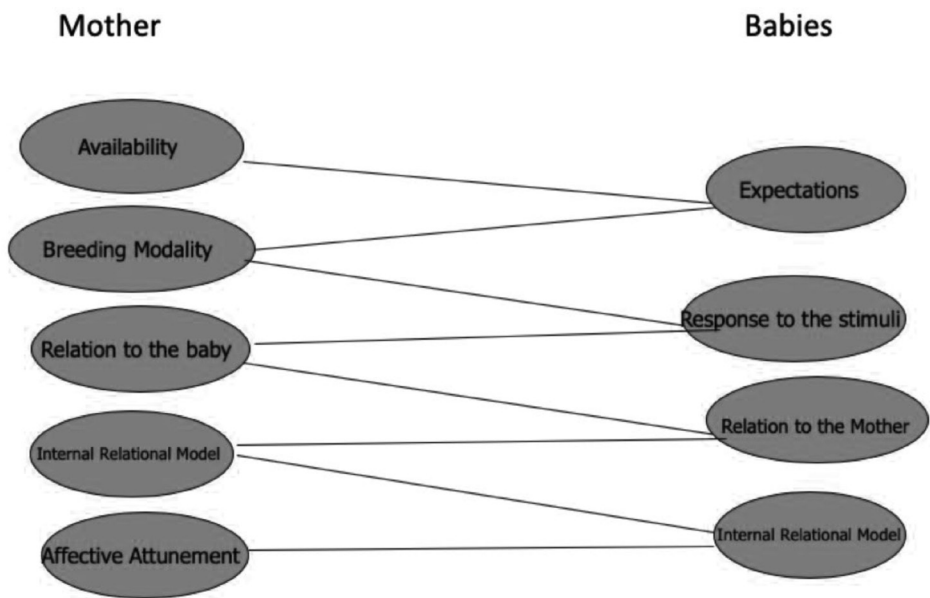 Mother
Babies
Availability
Expectations
Breeding Modality
Response to the stimuli
Relation to the baby
Relation to the Mother
Internal Relational Model
Internal Relational Model
Affective Attunement